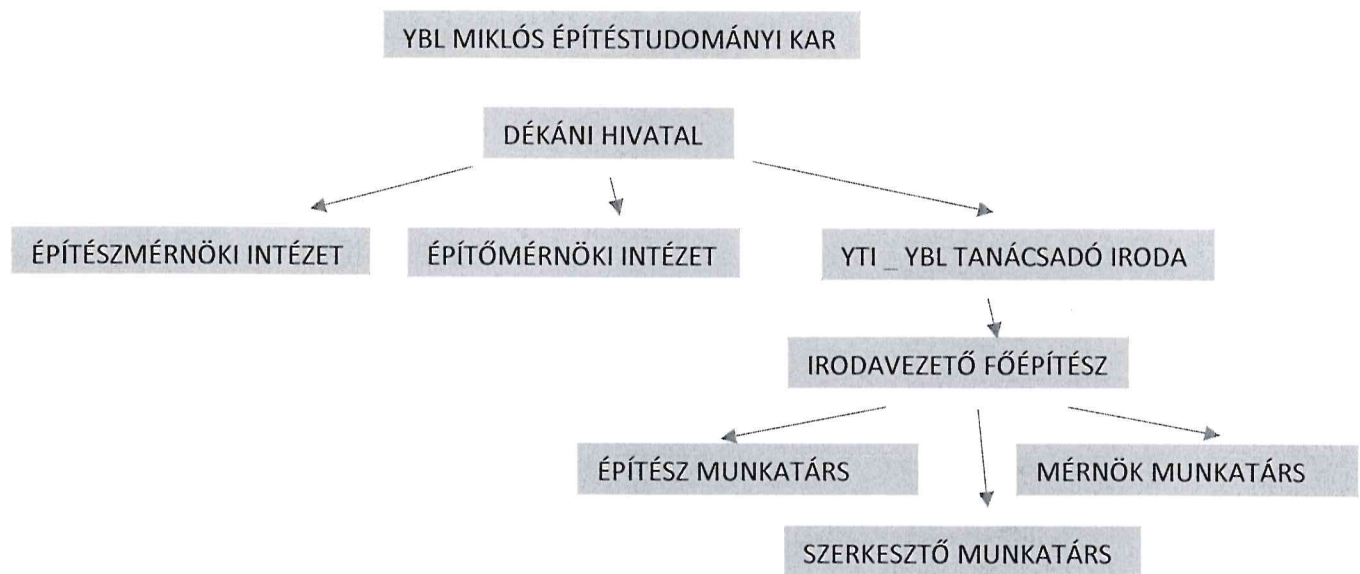 YBL MIKLÓS ÉPÍTÉSTUDOMÁNYI KAR
DÉKÁNI HIVATAL
ÉPÍTÉSZMÉRNÖKI INTÉZET
ÉPÍTŐMÉRNÖKI INTÉZET
YTI _ YBL TANÁCSADÓ IRODA
IRODAVEZETŐ FŐÉPÍTÉSZ
ÉPÍTÉSZ MUNKATÁRS
MÉRNÖK MUNKATÁRS
SZERKESZTŐ MUNKATÁRS